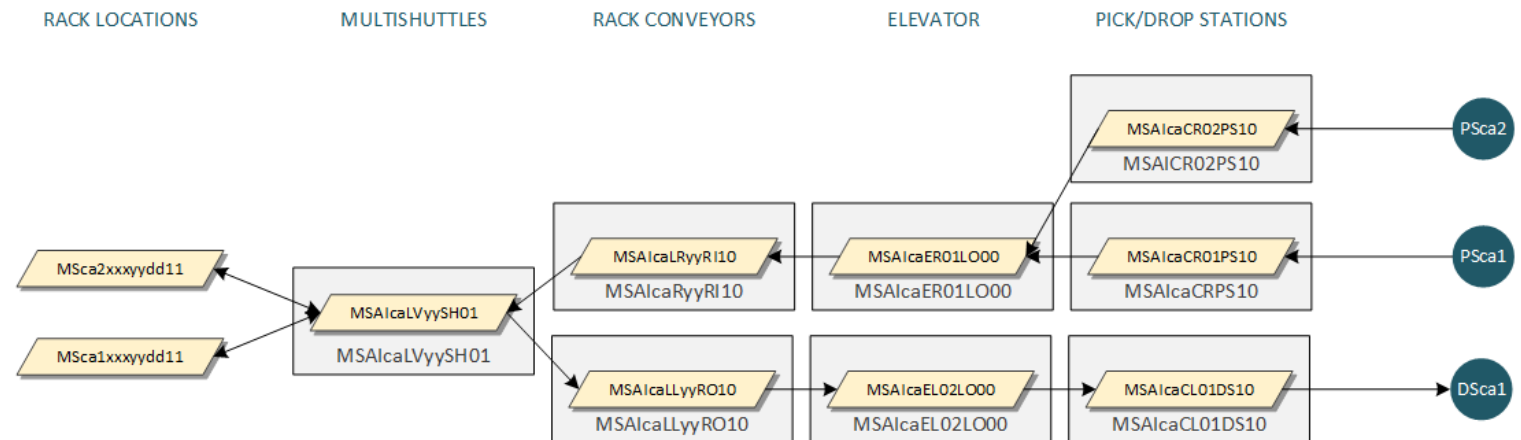 RACK LOCATIONS
MULTISHUTTLES
RACK CONVEYORS
ELEVATOR
PICK/DROP STATIONS
MSAIcaCR02PS10
PSca2
MSAICR02PS10
MSca2xxxyydd11
MSAIcaLRyyRI10
MSAIcaER01LO00
MSAIcaCR01PS10
PSca1
MSAIcaRyyRI10
MSAIcaER01LO00
MSAIcaCRPS10
MSAIcaLVyySH01
MSca1xxxyydd11
MSAIcaLVyySH01
MSAIcaLLyyRO10
MSAIcaEL02LO00
MSAIcaCL01DS10
DSca1
MSAIcaLLyyRO10
MSAIcaEL02LO00
MSAIcaCL01DS10